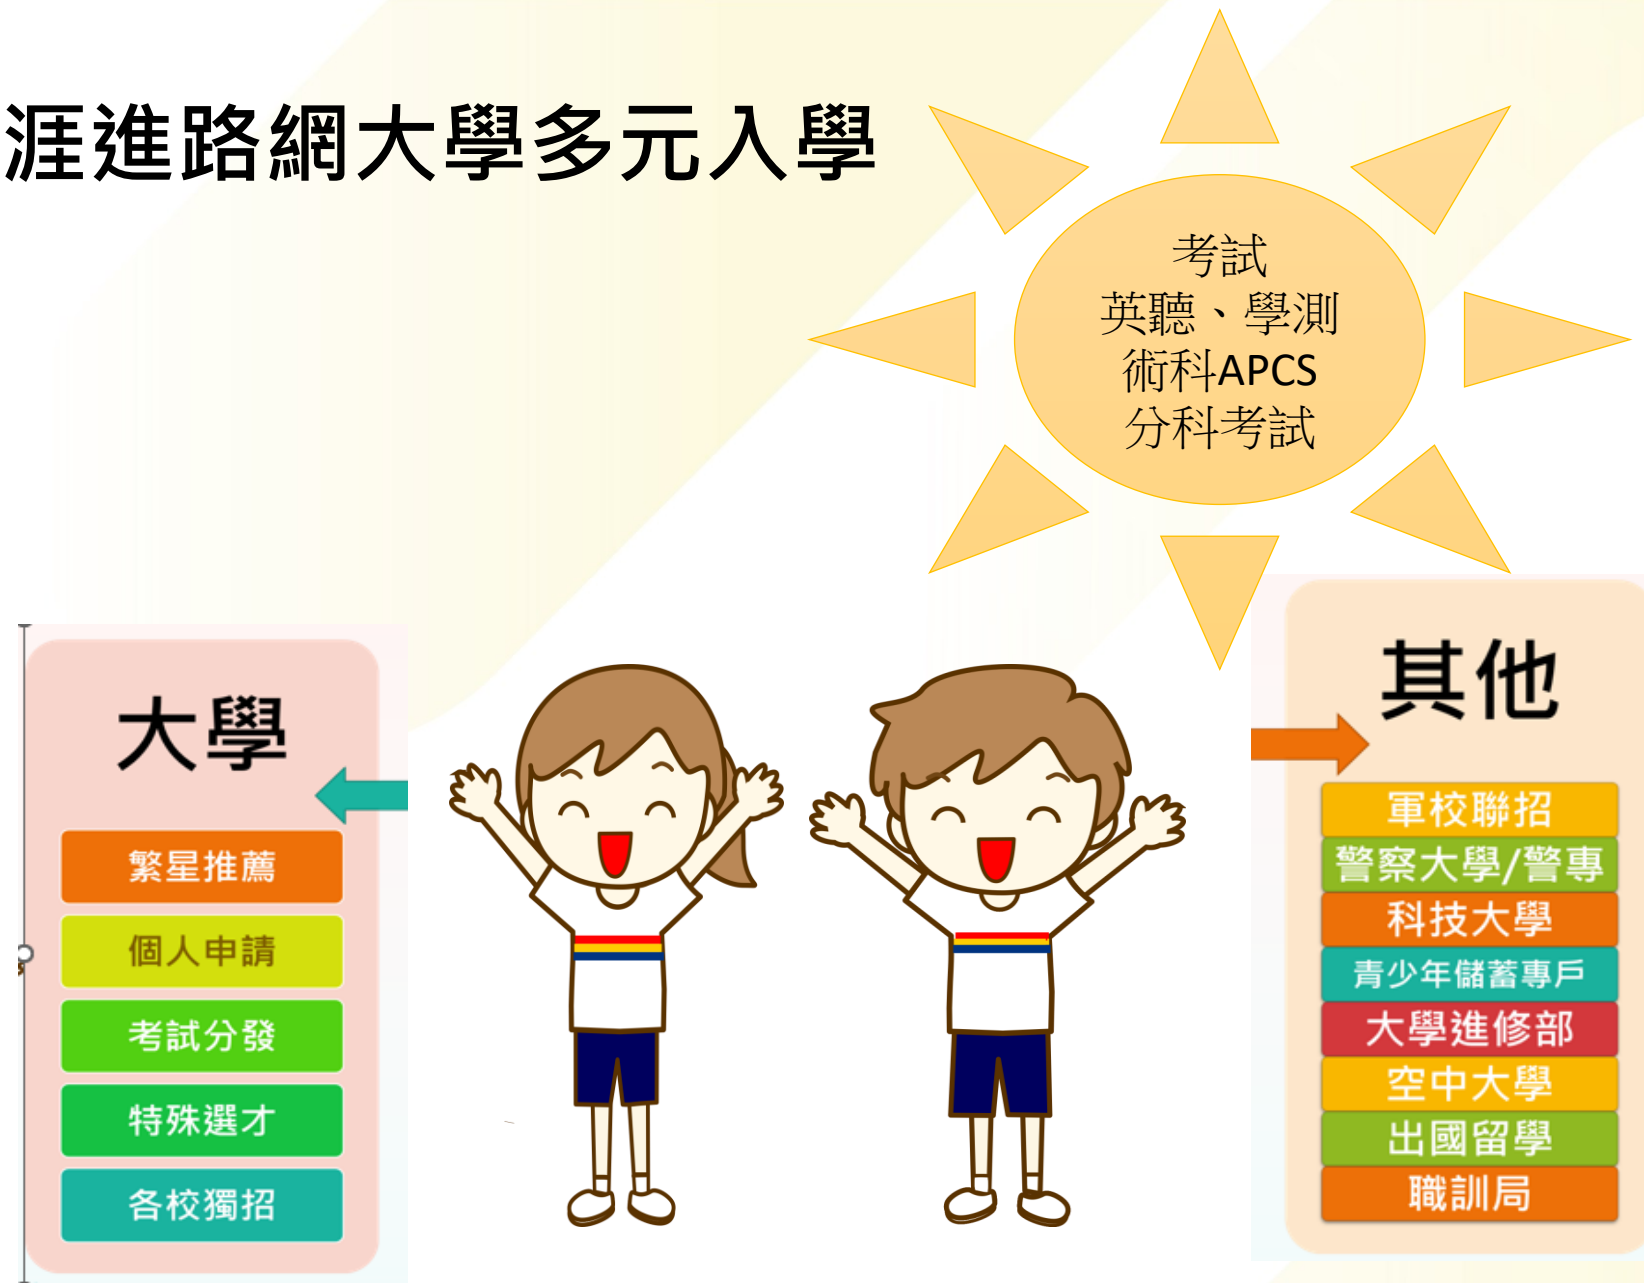 涯進路網大學多元入學
考試
英聽、學測
術科APCS
分科考試
大學
繁星推薦
個人申請
考試分發
特殊選才
各校獨招
其他
軍校聯招
警察大學/警專
科技大學
青少年儲蓄專戶
大學進修部
空中大學
出國留學
職訓局